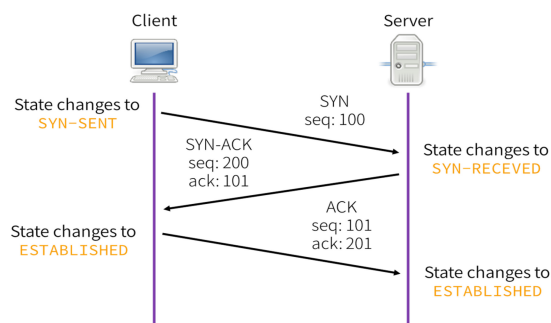 Client
Server
State changes to
SYN-SENT
SYN
seq: 100
SYN-ACK
seq: 200
ack: 101
State changes to
SYN-RECEVED
ACK
seq: 101
ack: 201
State changes to
ESTABLISHED
State changes to
ESTABLISHED